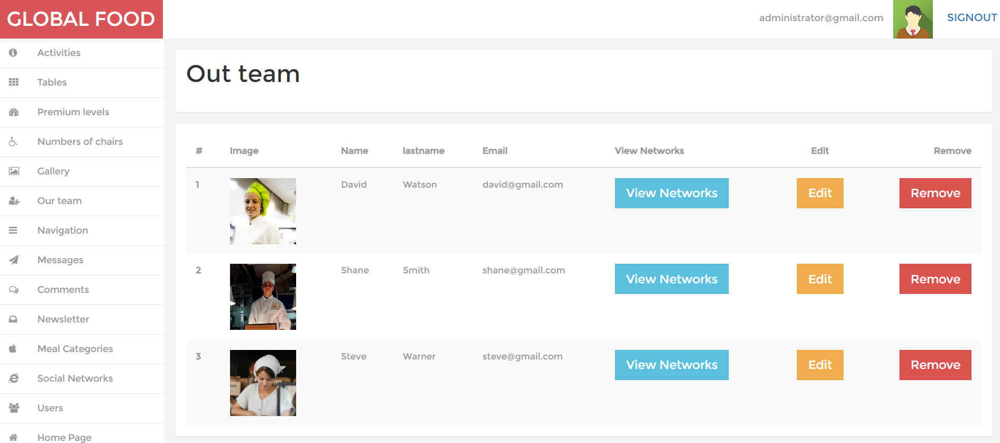 GLOBAL FOOD
administrator@gmail.com SIGNOUT
Activities
Tables
Premium levels
Numbers of chairs
Gallery
Our team
Navigation
Messages
Comments
Newsletter
Meal Categories
Social Networks
Users
Home Page
Out team
# Image Name lastname Email View Networks Edit Remove
1 David Watson david@gmail.com View Networks Edit Remove
2 Shane Smith shane@gmail.com View Networks Edit Remove
3 Steve Warner steve@gmail.com View Networks Edit Remove